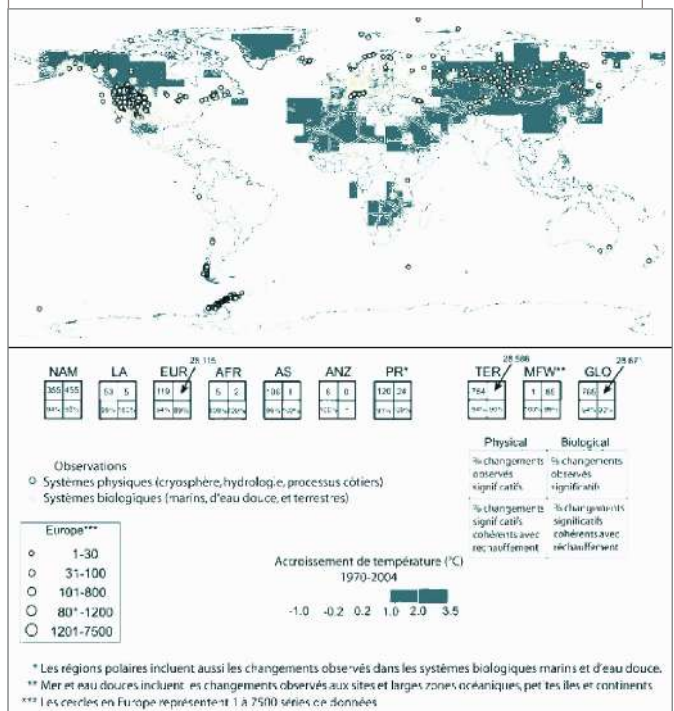 28 115
28 586
28 671
NAM LA EUR AFR AS ANZ PR* TER MFW** GLO
355 455 53 5 119 5 2 106 1 6 0 120 24 764 1 85 765
94% 98% 100% 94% 89% 100% 100% 100% 100% - 94% 90% 100% 99% 94% 90%
Physical Biological
% changements % changements
observés observés
significatifs significatifs
% changements % changements
significatifs significatifs
cohérents avec cohérents avec
réchauffement réchauffement
Observations
Systèmes physiques (cryosphère, hydrologie, processus côtiers)
Systèmes biologiques (marins, d'eau douce, et terrestres)
Europe***
1-30
31-100
101-800
801-1200
1201-7500
Accroissement de température (°C)
1970-2004
-1.0 -0.2 0.2 1.0 2.0 3.5
* Les régions polaires incluent aussi les changements observés dans les systèmes biologiques marins et d'eau douce.
** Mer et eau douces incluent les changements observés aux sites et larges zones océaniques, petites îles et continents
*** Les cercles en Europe représentent 1 à 7500 séries de données